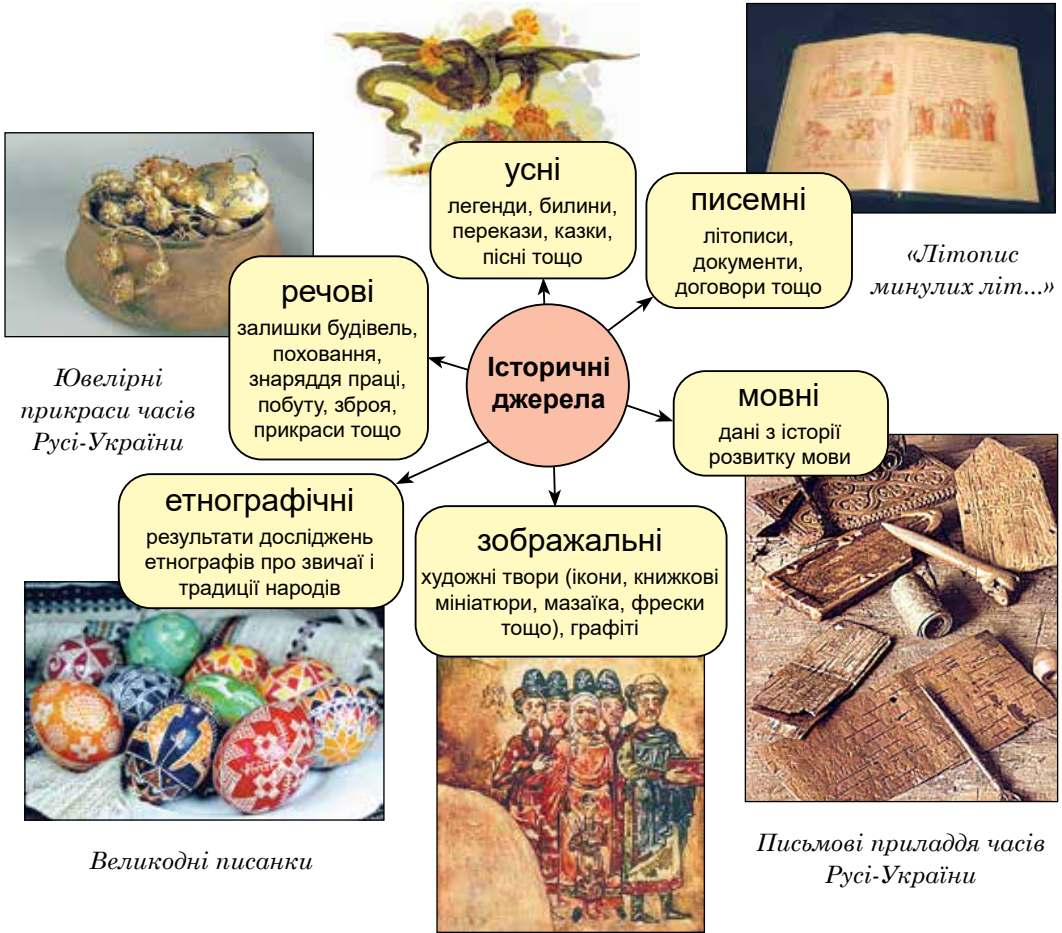 усні
легенди, билини,
перекази, казки,
пісні тощо
писемні
літописи,
документи,
договори тощо
«Літопис
минулих літ...»
речові
залишки будівель,
поховання,
знаряддя праці,
побуту, зброя,
прикраси тощо
Ювелірні
прикраси часів
Русі-України
Історичні
джерела
мовні
дані з історії
розвитку мови
етнографічні
результати досліджень
етнографів про звичаї і
традиції народів
зображальні
художні твори (ікони, книжкові
мініатюри, мазаїка, фрески
тощо), графіті
Великодні писанки
Письмові приладдя часів
Русі-України